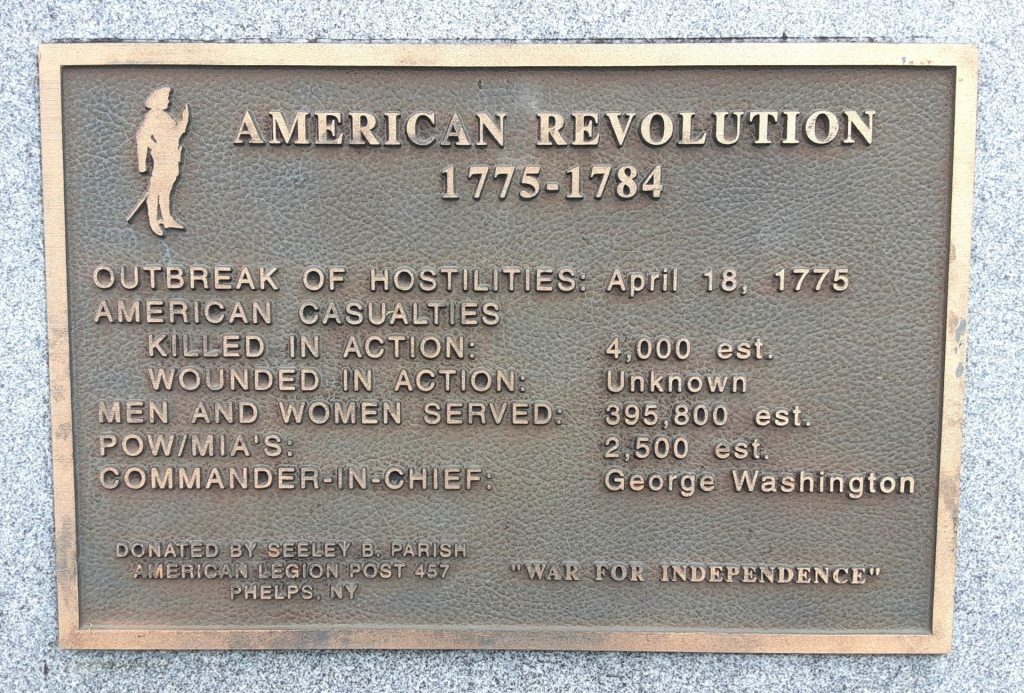 AMERICAN REVOLUTION
1775-1784
OUTBREAK OF HOSTILITIES: April 18, 1775
AMERICAN CASUALTIES
KILLED IN ACTION: 4,000 est.
WOUNDED IN ACTION: Unknown
MEN AND WOMEN SERVED: 395,800 est.
POW/MIA'S: 2,500 est.
COMMANDER-IN-CHIEF: George Washington
DONATED BY SEELEY B. PARISH
AMERICAN LEGION POST 457
PHELPS, NY
"WAR FOR INDEPENDENCE"